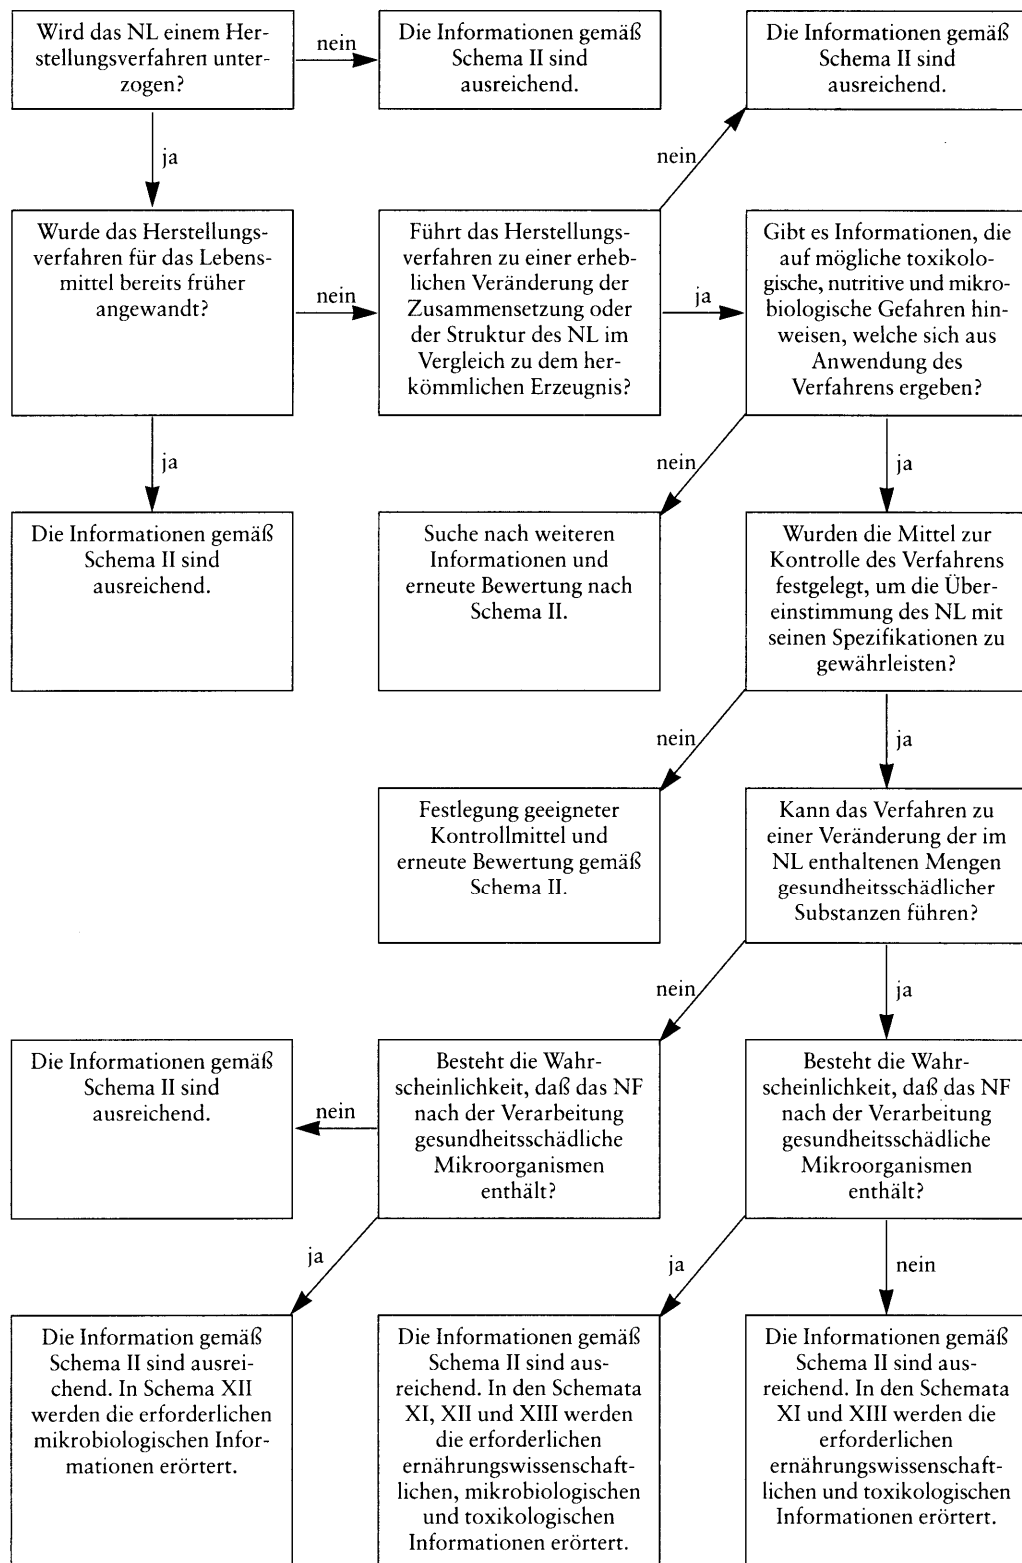 Wird das NL einem Her-
stellungsverfahren unter-
zogen?
nein
Die Informationen gemäß
Schema II sind
ausreichend.
Die Informationen gemäß
Schema II sind
ausreichend.
ja
nein
Wurde das Herstellungs-
verfahren für das Lebens-
mittel bereits früher
angewandt?
nein
Führt das Herstellungs-
verfahren zu einer erheb-
lichen Veränderung der
Zusammensetzung oder
der Struktur des NL im
Vergleich zu dem her-
kömmlichen Erzeugnis?
ja
Gibt es Informationen, die
auf mögliche toxikolo-
gische, nutritive und mikro-
biologische Gefahren hin-
weisen, welche sich aus
Anwendung des
Verfahrens ergeben?
ja
nein
ja
Die Informationen gemäß
Schema II sind
ausreichend.
Suche nach weiteren
Informationen und
erneute Bewertung nach
Schema II.
Wurden die Mittel zur
Kontrolle des Verfahrens
festgelegt, um die Über-
einstimmung des NL mit
seinen Spezifikationen zu
gewährleisten?
nein
ja
Festlegung geeigneter
Kontrollmittel und
erneute Bewertung gemäß
Schema II.
Kann das Verfahren zu
einer Veränderung der im
NL enthaltenen Mengen
gesundheitsschädlicher
Substanzen führen?
nein
ja
Die Informationen gemäß
Schema II sind
ausreichend.
nein
Besteht die Wahr-
scheinlichkeit, daß das NF
nach der Verarbeitung
gesundheitsschädliche
Mikroorganismen
enthält?
Besteht die Wahr-
scheinlichkeit, daß das NF
nach der Verarbeitung
gesundheitsschädliche
Mikroorganismen
enthält?
ja
ja
nein
Die Information gemäß
Schema II sind ausrei-
chend. In Schema XII
werden die erforderlichen
mikrobiologischen Infor-
mationen erörtert.
Die Informationen gemäß
Schema II sind aus-
reichend. In den Schemata
XI, XII und XIII werden
die erforderlichen
ernährungswissenschaft-
lichen, mikrobiologischen
und toxikologischen
Informationen erörtert.
Die Informationen gemäß
Schema II sind aus-
reichend. In den Schemata
XI und XIII werden die
erforderlichen
ernährungswissenschaft-
lichen und toxikologischen
Informationen erörtert.